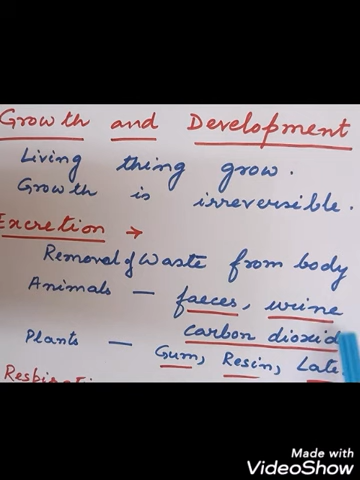 Growth and Development
Living thing grow.
Growth is irreversible.
Excretion →
Removal of Waste from body
Animals — faeces, urine
carbon dioxid
Plants — Gum, Resin, Late
Respirati
Made with
VideoShow